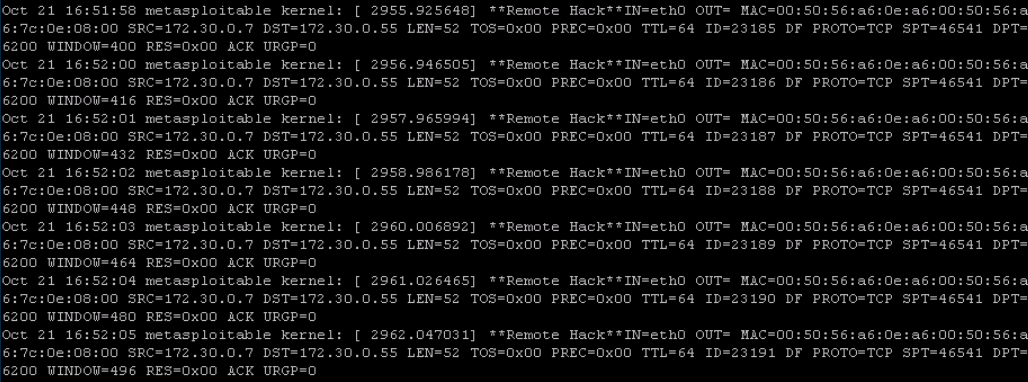 Oct 21 16:51:58 metasploitable kernel: [ 2955.925648] **Remote Hack**IN=eth0 OUT= MAC=00:50:56:a6:0e:a6:00:50:56:a
6:7c:0e:08:00 SRC=172.30.0.7 DST=172.30.0.55 LEN=52 TOS=0x00 PREC=0x00 TTL=64 ID=23185 DF PROTO=TCP SPT=46541 DPT=
6200 WINDOW=400 RES=0x00 ACK URGP=0
Oct 21 16:52:00 metasploitable kernel: [ 2956.946505] **Remote Hack**IN=eth0 OUT= MAC=00:50:56:a6:0e:a6:00:50:56:a
6:7c:0e:08:00 SRC=172.30.0.7 DST=172.30.0.55 LEN=52 TOS=0x00 PREC=0x00 TTL=64 ID=23186 DF PROTO=TCP SPT=46541 DPT=
6200 WINDOW=416 RES=0x00 ACK URGP=0
Oct 21 16:52:01 metasploitable kernel: [ 2957.965994] **Remote Hack**IN=eth0 OUT= MAC=00:50:56:a6:0e:a6:00:50:56:a
6:7c:0e:08:00 SRC=172.30.0.7 DST=172.30.0.55 LEN=52 TOS=0x00 PREC=0x00 TTL=64 ID=23187 DF PROTO=TCP SPT=46541 DPT=
6200 WINDOW=432 RES=0x00 ACK URGP=0
Oct 21 16:52:02 metasploitable kernel: [ 2958.986178] **Remote Hack**IN=eth0 OUT= MAC=00:50:56:a6:0e:a6:00:50:56:a
6:7c:0e:08:00 SRC=172.30.0.7 DST=172.30.0.55 LEN=52 TOS=0x00 PREC=0x00 TTL=64 ID=23188 DF PROTO=TCP SPT=46541 DPT=
6200 WINDOW=448 RES=0x00 ACK URGP=0
Oct 21 16:52:03 metasploitable kernel: [ 2960.006892] **Remote Hack**IN=eth0 OUT= MAC=00:50:56:a6:0e:a6:00:50:56:a
6:7c:0e:08:00 SRC=172.30.0.7 DST=172.30.0.55 LEN=52 TOS=0x00 PREC=0x00 TTL=64 ID=23189 DF PROTO=TCP SPT=46541 DPT=
6200 WINDOW=464 RES=0x00 ACK URGP=0
Oct 21 16:52:04 metasploitable kernel: [ 2961.026465] **Remote Hack**IN=eth0 OUT= MAC=00:50:56:a6:0e:a6:00:50:56:a
6:7c:0e:08:00 SRC=172.30.0.7 DST=172.30.0.55 LEN=52 TOS=0x00 PREC=0x00 TTL=64 ID=23190 DF PROTO=TCP SPT=46541 DPT=
6200 WINDOW=480 RES=0x00 ACK URGP=0
Oct 21 16:52:05 metasploitable kernel: [ 2962.047031] **Remote Hack**IN=eth0 OUT= MAC=00:50:56:a6:0e:a6:00:50:56:a
6:7c:0e:08:00 SRC=172.30.0.7 DST=172.30.0.55 LEN=52 TOS=0x00 PREC=0x00 TTL=64 ID=23191 DF PROTO=TCP SPT=46541 DPT=
6200 WINDOW=496 RES=0x00 ACK URGP=0